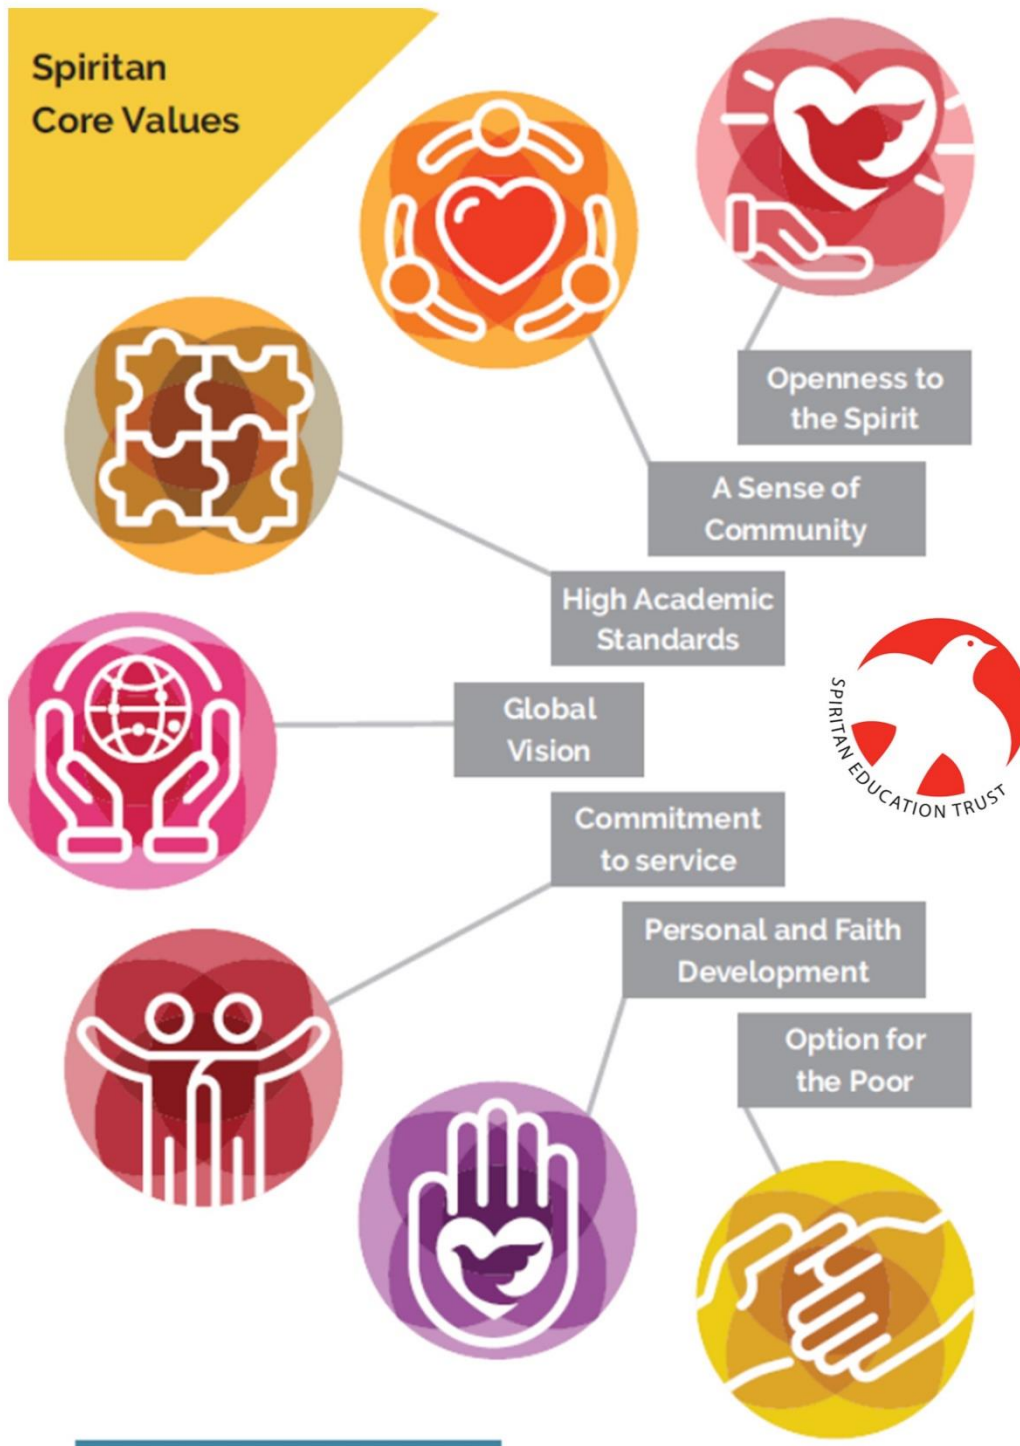 Spiritan
Core Values
Openness to
the Spirit
A Sense of
Community
High Academic
Standards
Global
Vision
SPIRITAN EDUCATION TRUST
Commitment
to service
Personal and Faith
Development
Option for
the Poor